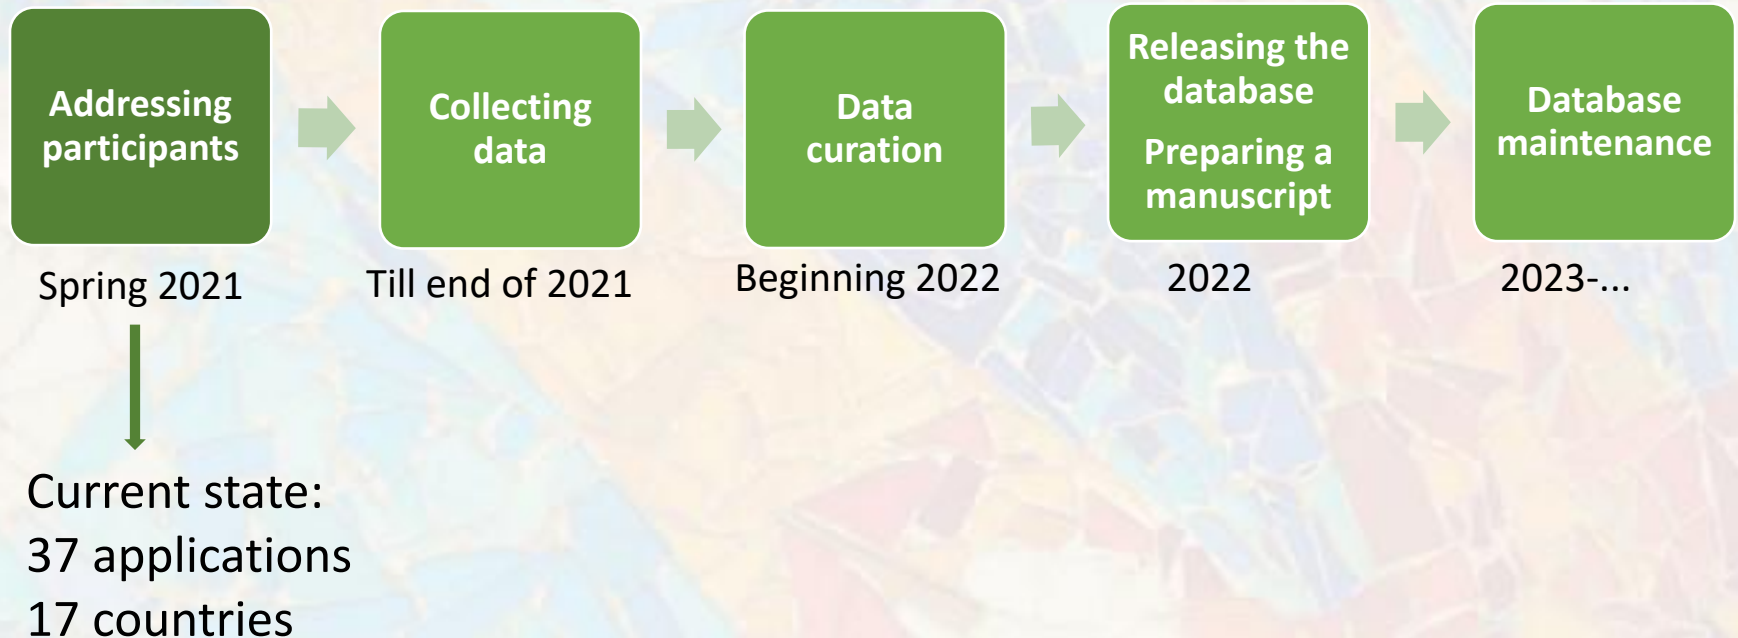 Addressing
participants
Collecting
data
Data
curation
Releasing the
database
Preparing a
manuscript
Database
maintenance
Spring 2021
Till end of 2021
Beginning 2022
2022
2023-...
Current state:
37 applications
17 countries